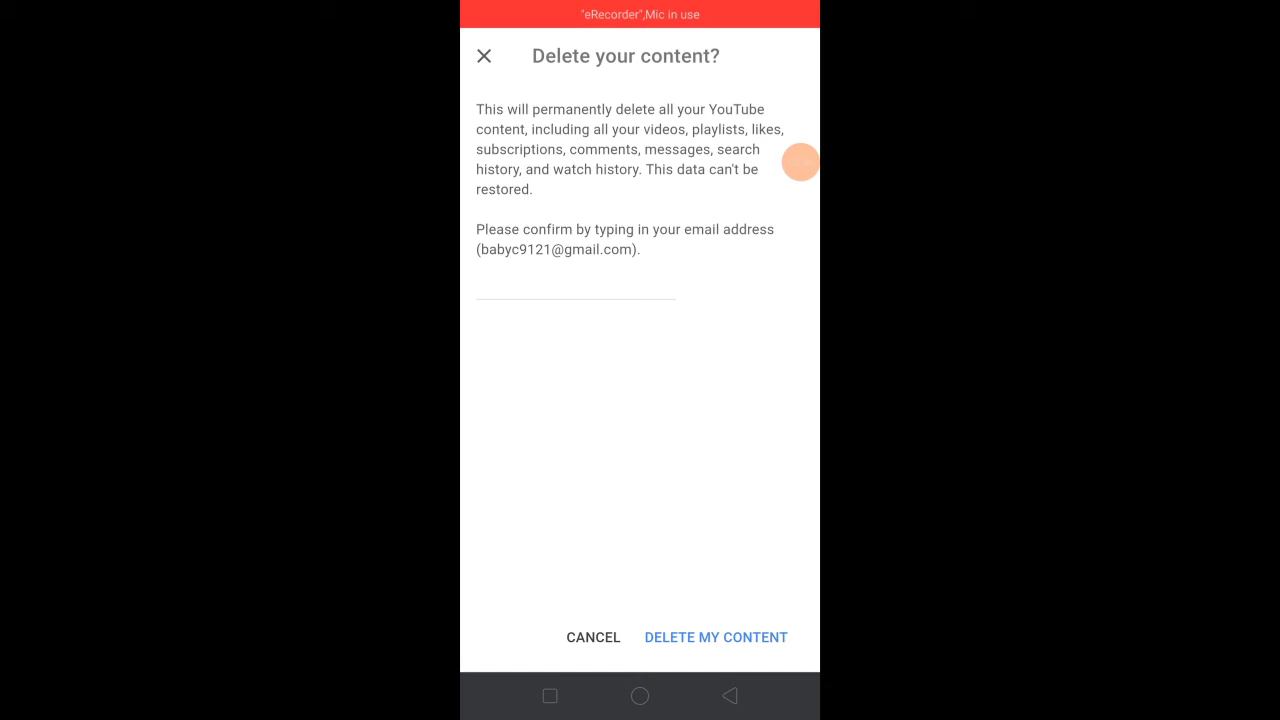 "eRecorder",Mic in use
Delete your content?
This will permanently delete all your YouTube
content, including all your videos, playlists, likes,
subscriptions, comments, messages, search
history, and watch history. This data can't be
restored.
Please confirm by typing in your email address
(babyc9121@gmail.com).
CANCEL DELETE MY CONTENT